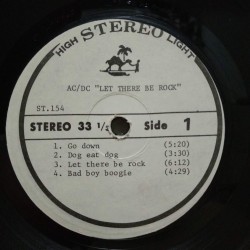 HIGH STEREO LIGHT
AC/DC "LET THERE BE ROCK"
ST.154
STEREO 33 1/3 Side 1
1. Go down (5:20)
2. Dog eat dog (3:30)
3. Let there be rock (6:12)
4. Bad boy boogie (4:29)